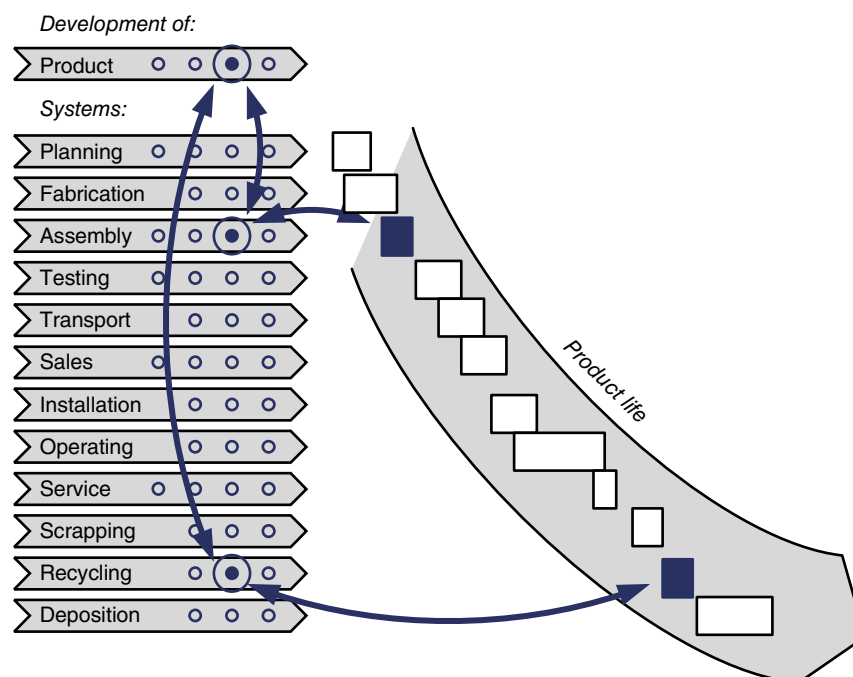 Development of:
Product
Systems:
Planning
Fabrication
Assembly
Testing
Transport
Sales
Installation
Operating
Service
Scrapping
Recycling
Deposition
Product life